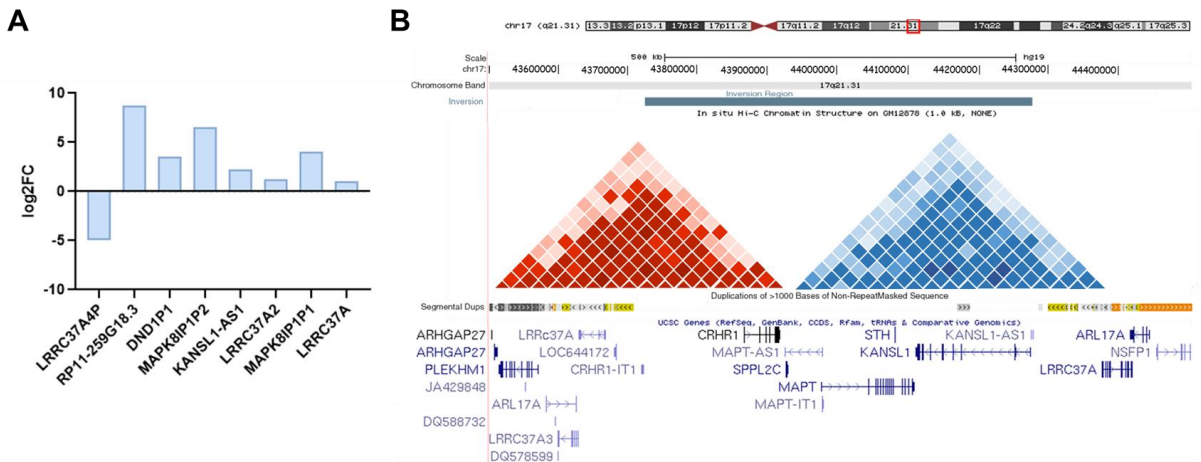 A
10
5
0
-5
-10
log2FC
LRRC37A4P
RP11-259G18.3
DND1P1
MAPK8IP1P2
KANSL1-AS1
LRRC37A2
MAPK8IP1P1
LRRC37A
B
chr17 (q21.31) 13.3 13.2 p13.1 17p12 17p11.2 17q11.2 17q12 21.31 17q22 24.2 q24.3 q25.1 17q25.3
Scale 500 kb hg19
chr17: 43600000 43700000 43800000 43900000 44000000 44100000 44200000 44300000 44400000
Chromosome Band 17q21.31
Inversion Region
Inversion
In situ Hi-C Chromatin Structure on GM12878 (1.0 kB, NONE)
Duplications of >1000 Bases of Non-RepeatMasked Sequence
Segmental Dups
UCSC Genes (RefSeq, GenBank, CCDS, Rfam, tRNAs & Comparative Genomics)
ARHGAP27 LRRc37A CRHR1 STH KANSL1-AS1 ARL17A
ARHGAP27 LOC644172 MAPT-AS1 KANSL1 NSFP1
PLEKHM1 CRHR1-IT1 SPPL2C LRRC37A
JA429848 MAPT
ARL17A MAPT-IT1
DQ588732
LRRC37A3
DQ578599